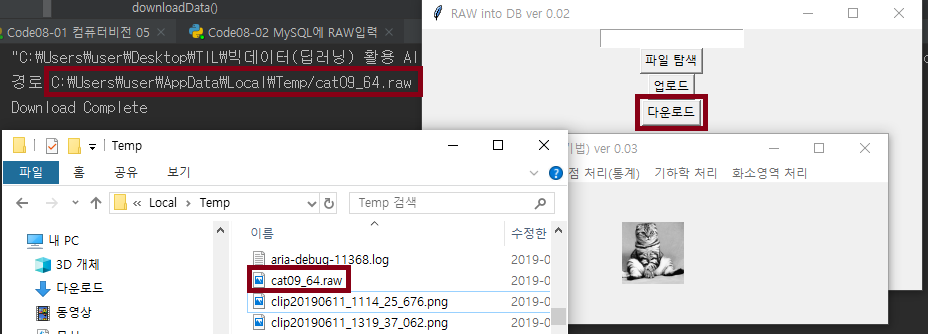 downloadData()
Code08-01 컴퓨터비전 05 × Code08-02 MySQL에 RAW입력
"C:₩Users₩user₩Desktop₩TIL₩빅데이터(딥러닝) 활용 AI
경로 C:₩Users₩user₩AppData₩Local₩Temp/cat09_64.raw
Download Complete
RAW into DB ver 0.02
파일 탐색
업로드
다운로드
기법) ver 0.03
점 처리(통계) 기하학 처리 화소영역 처리
Temp
파일 홈 공유 보기
« Local > Temp
Temp 검색
이름
수정한
내 PC
3D 개체
다운로드
동영상
aria-debug-11368.log 2019-0
cat09_64.raw 2019-0
clip20190611_1114_25_676.png 2019-0
clip20190611_1319_37_062.png 2019-0